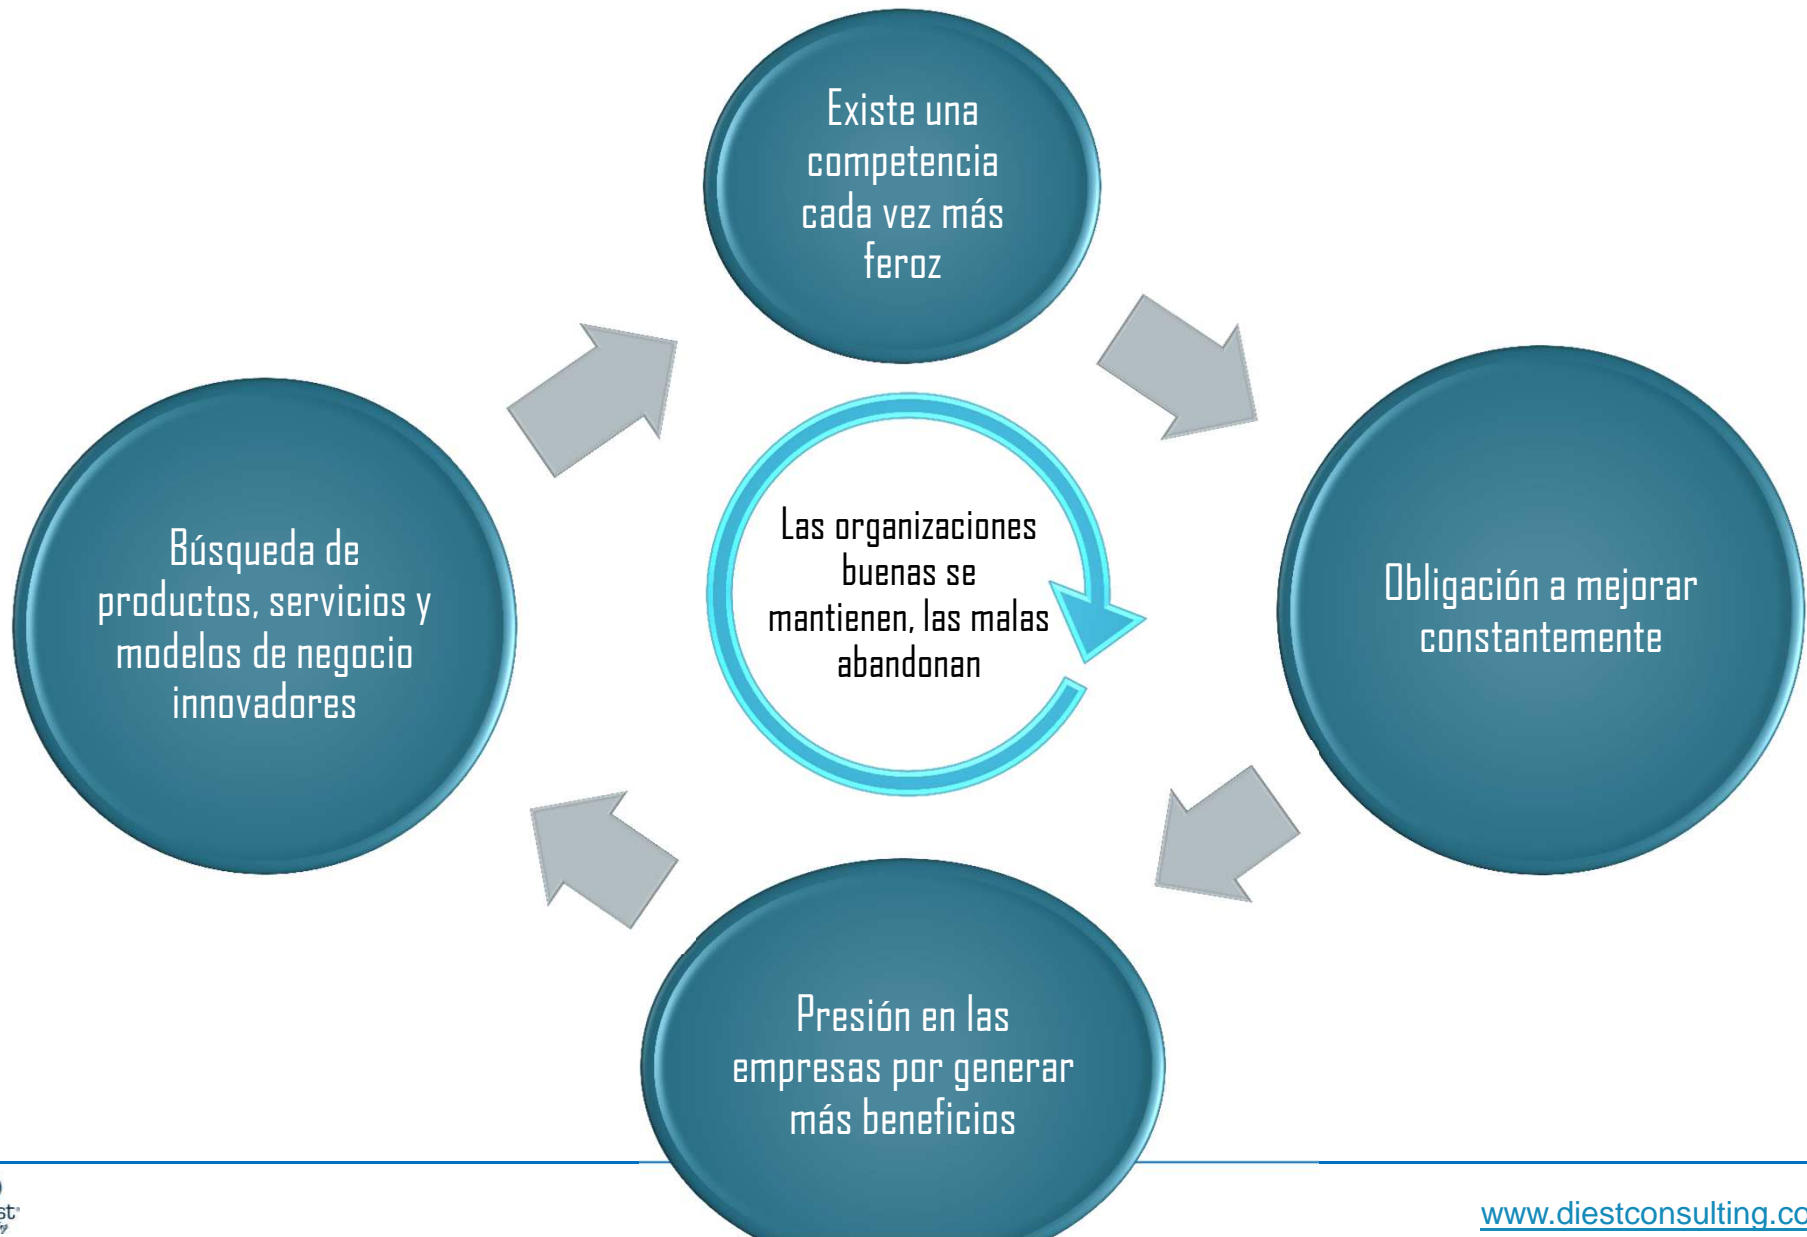 Existe una
competencia
cada vez más
feroz
Obligación a mejorar
constantemente
Presión en las
empresas por generar
más beneficios
Búsqueda de
productos, servicios y
modelos de negocio
innovadores
Las organizaciones
buenas se
mantienen, las malas
abandonan
www.diestconsulting.co